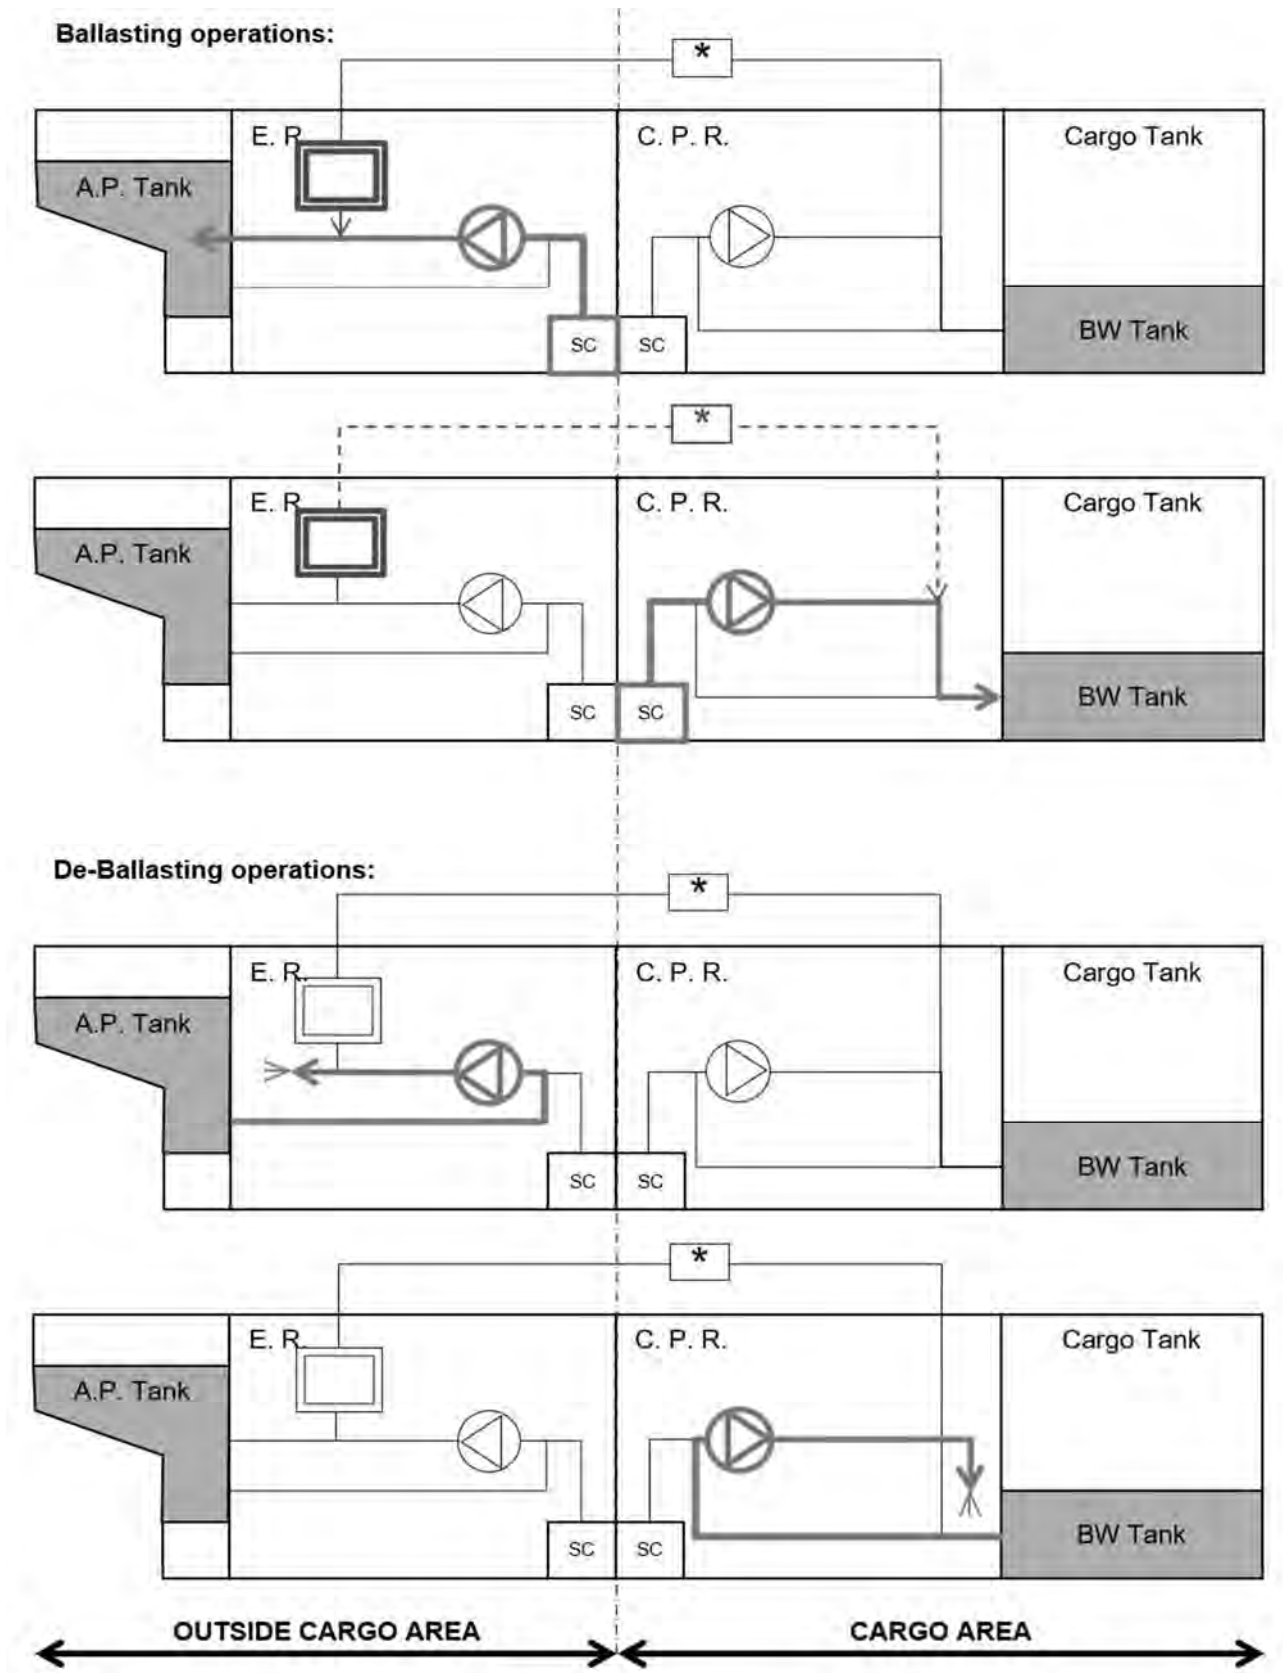 Ballasting operations:
*
E. R.
C. P. R.
Cargo Tank
A.P. Tank
SC
SC
BW Tank
*
E. R.
C. P. R.
Cargo Tank
A.P. Tank
SC
SC
BW Tank
De-Ballasting operations:
*
E. R.
C. P. R.
Cargo Tank
A.P. Tank
SC
SC
BW Tank
*
E. R.
C. P. R.
Cargo Tank
A.P. Tank
SC
SC
BW Tank
OUTSIDE CARGO AREA
CARGO AREA